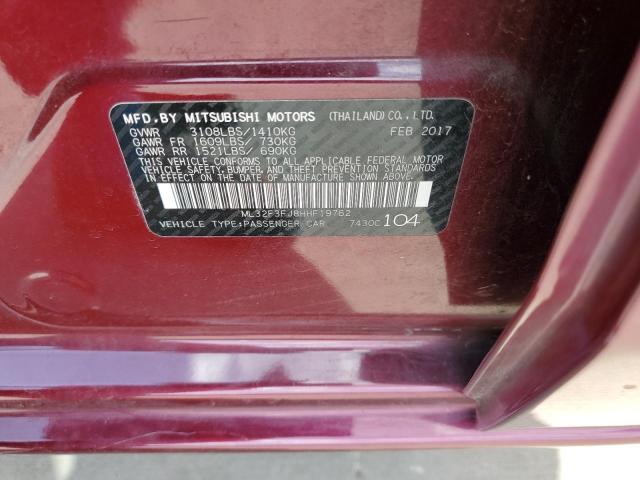 MFD.BY MITSUBISHI MOTORS (THAILAND) CO., LTD.
GVWR 3108LBS/1410KG FEB 2017
GAWR FR 1609LBS/ 730KG
GAWR RR 1521LBS/ 690KG
THIS VEHICLE CONFORMS TO ALL APPLICABLE FEDERAL MOTOR
VEHICLE SAFETY, BUMPER, AND THEFT PREVENTION STANDARDS
IN EFFECT ON THE DATE OF MANUFACTURE SHOWN ABOVE.
ML32F3FJ8HHF19762
VEHICLE TYPE:PASSENGER CAR 7430C 104